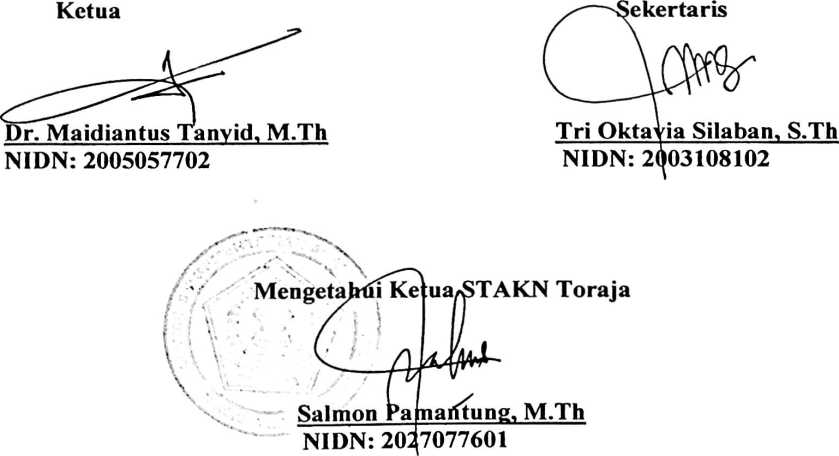 Ketua
Sekertaris
Dr. Maidiantus Tanyid, M.Th
NIDN: 2005057702
Tri Oktavia Silaban, S.Th
NIDN: 2003108102
Mengetahui Ketua STAKN Toraja
Salmon Pamantung, M.Th
NIDN: 2027077601